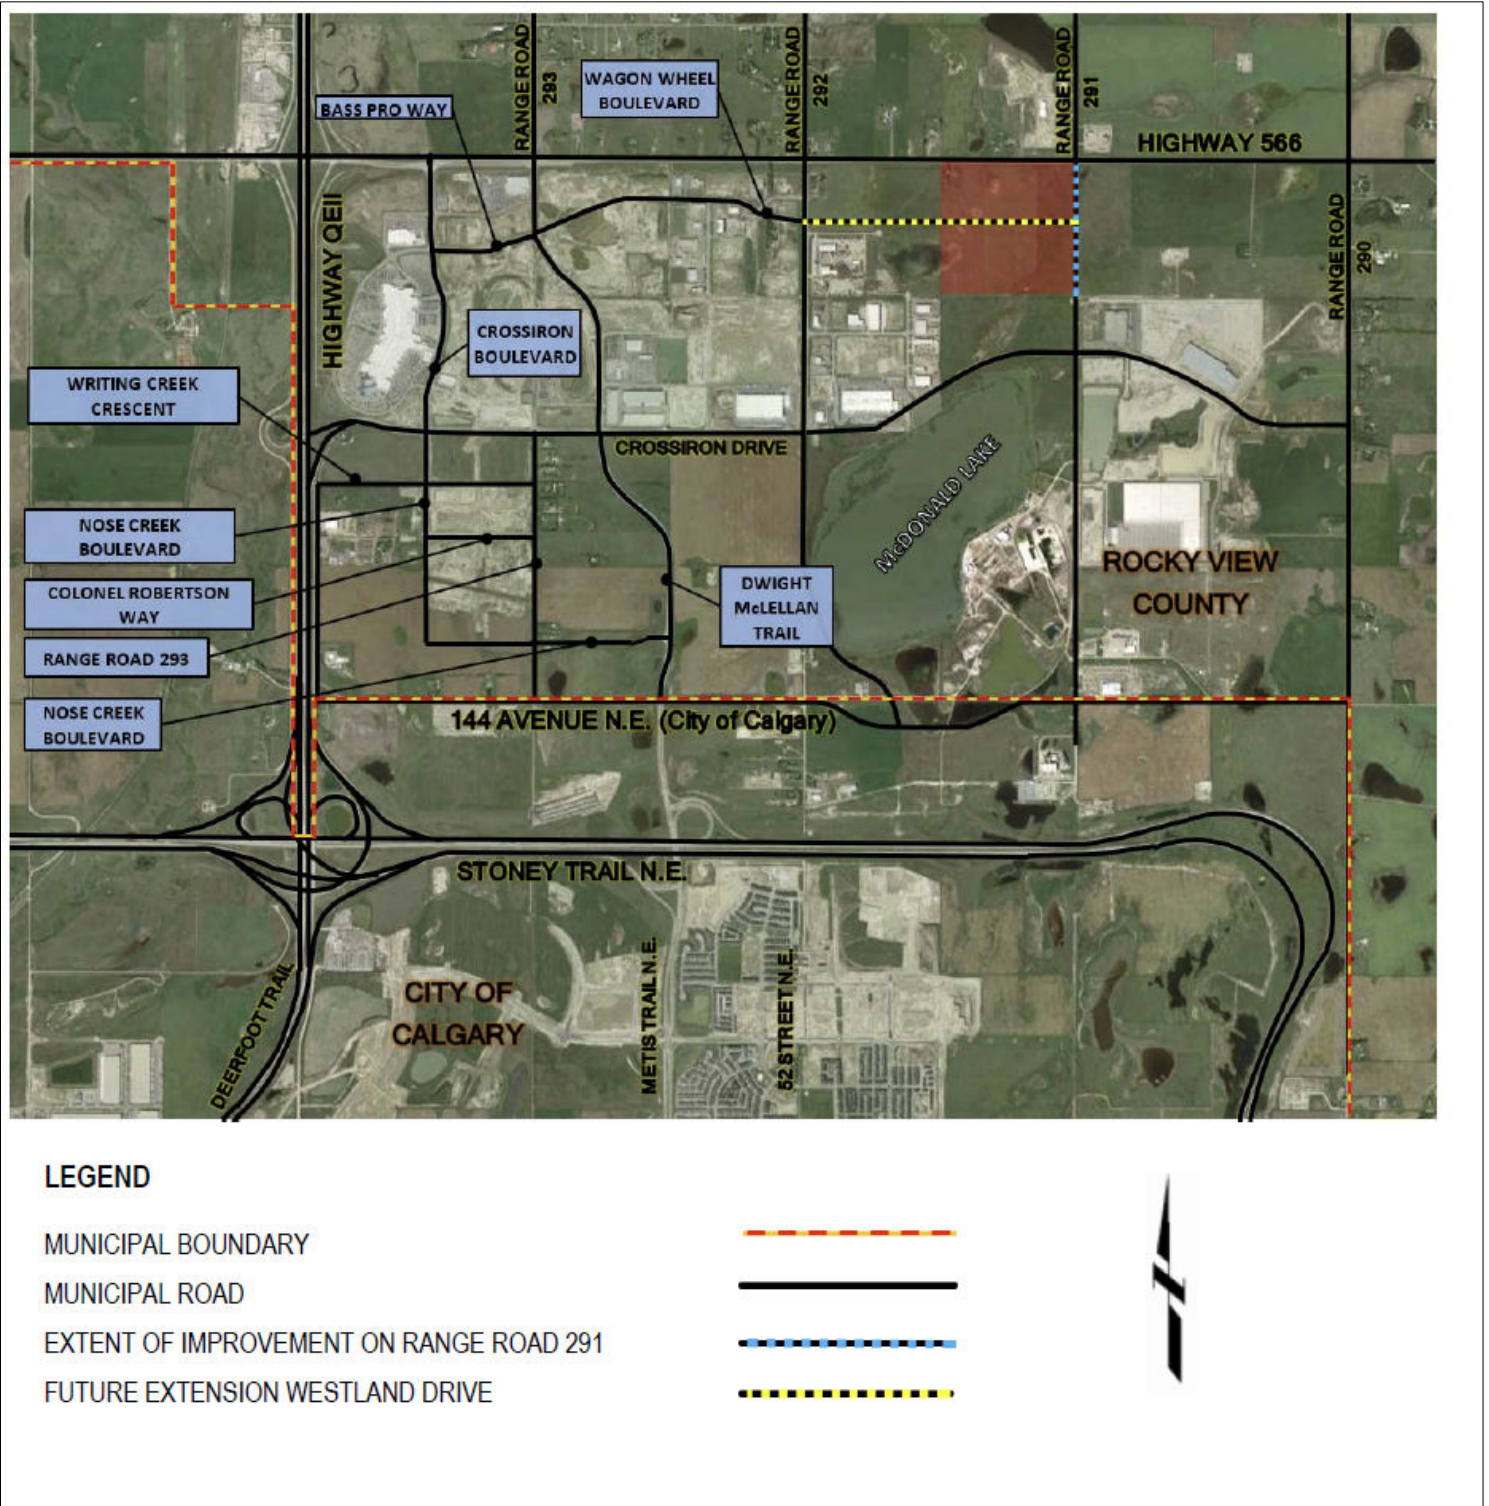 RANGE ROAD
293
WAGON WHEEL
BOULEVARD
RANGE ROAD
292
RANGE ROAD
291
BASS PRO WAY
HIGHWAY 566
HIGHWAY QEII
RANGE ROAD
290
CROSSIRON
BOULEVARD
WRITING CREEK
CRESCENT
CROSSIRON DRIVE
McDONALD LAKE
NOSE CREEK
BOULEVARD
ROCKY VIEW
COUNTY
COLONEL ROBERTSON
WAY
DWIGHT
McLELLAN
TRAIL
RANGE ROAD 293
NOSE CREEK
BOULEVARD
144 AVENUE N.E. (City of Calgary)
STONEY TRAIL N.E.
DEERFOOT TRAIL
CITY OF
CALGARY
METIS TRAIL N.E.
52 STREET N.E.
LEGEND
MUNICIPAL BOUNDARY
MUNICIPAL ROAD
EXTENT OF IMPROVEMENT ON RANGE ROAD 291
FUTURE EXTENSION WESTLAND DRIVE